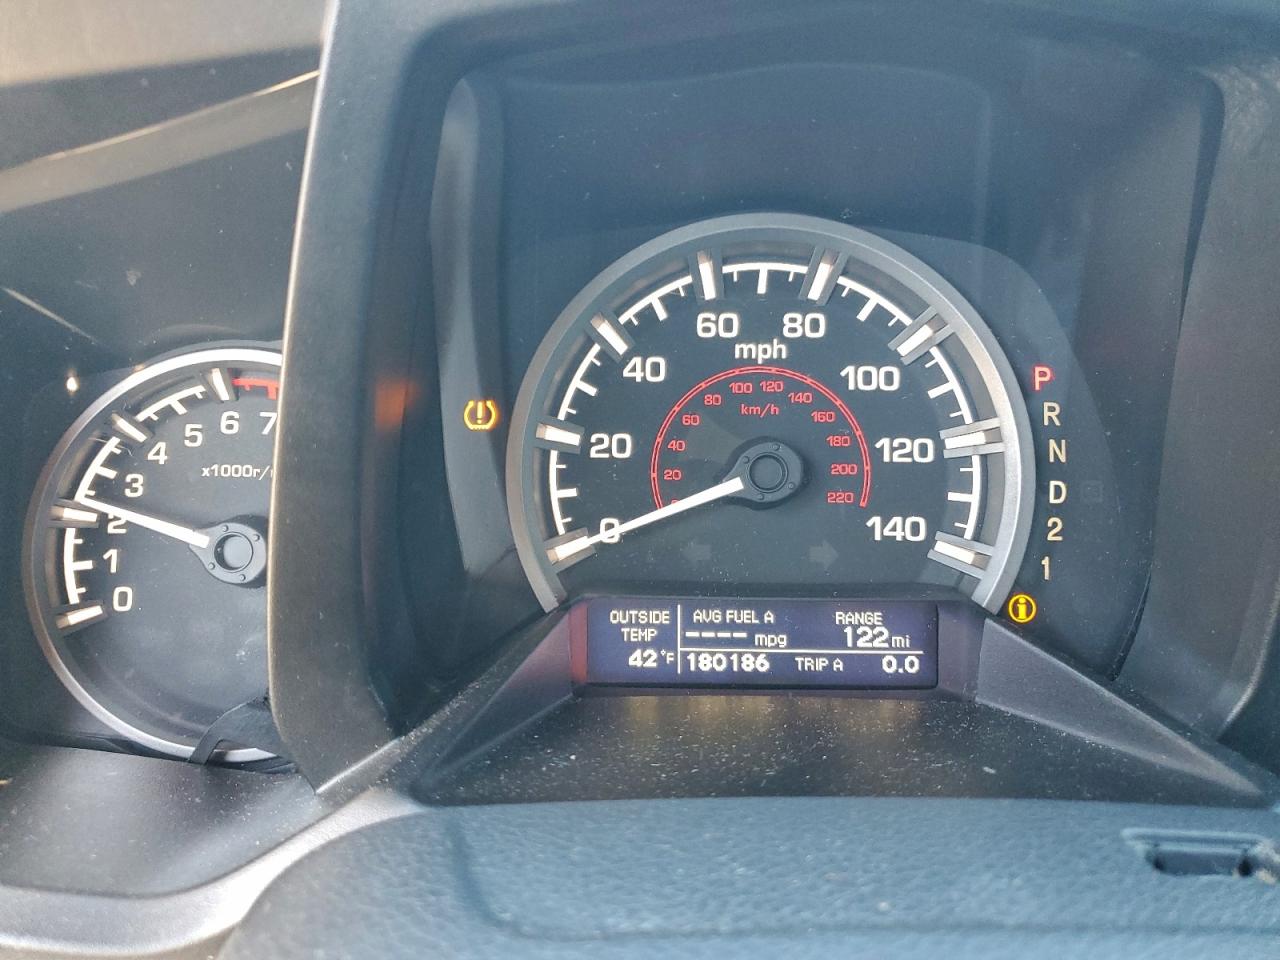 0
1
2
3
4
5
6
7
x1000r/
0
20
40
60
80
100
120
140
mph
20
40
60
80
100
120
140
160
180
200
220
km/h
P
R
N
D
2
1
!
i
OUTSIDE TEMP
42°F
AVG FUEL A
---- mpg
RANGE
122mi
180186 TRIP A 0.0